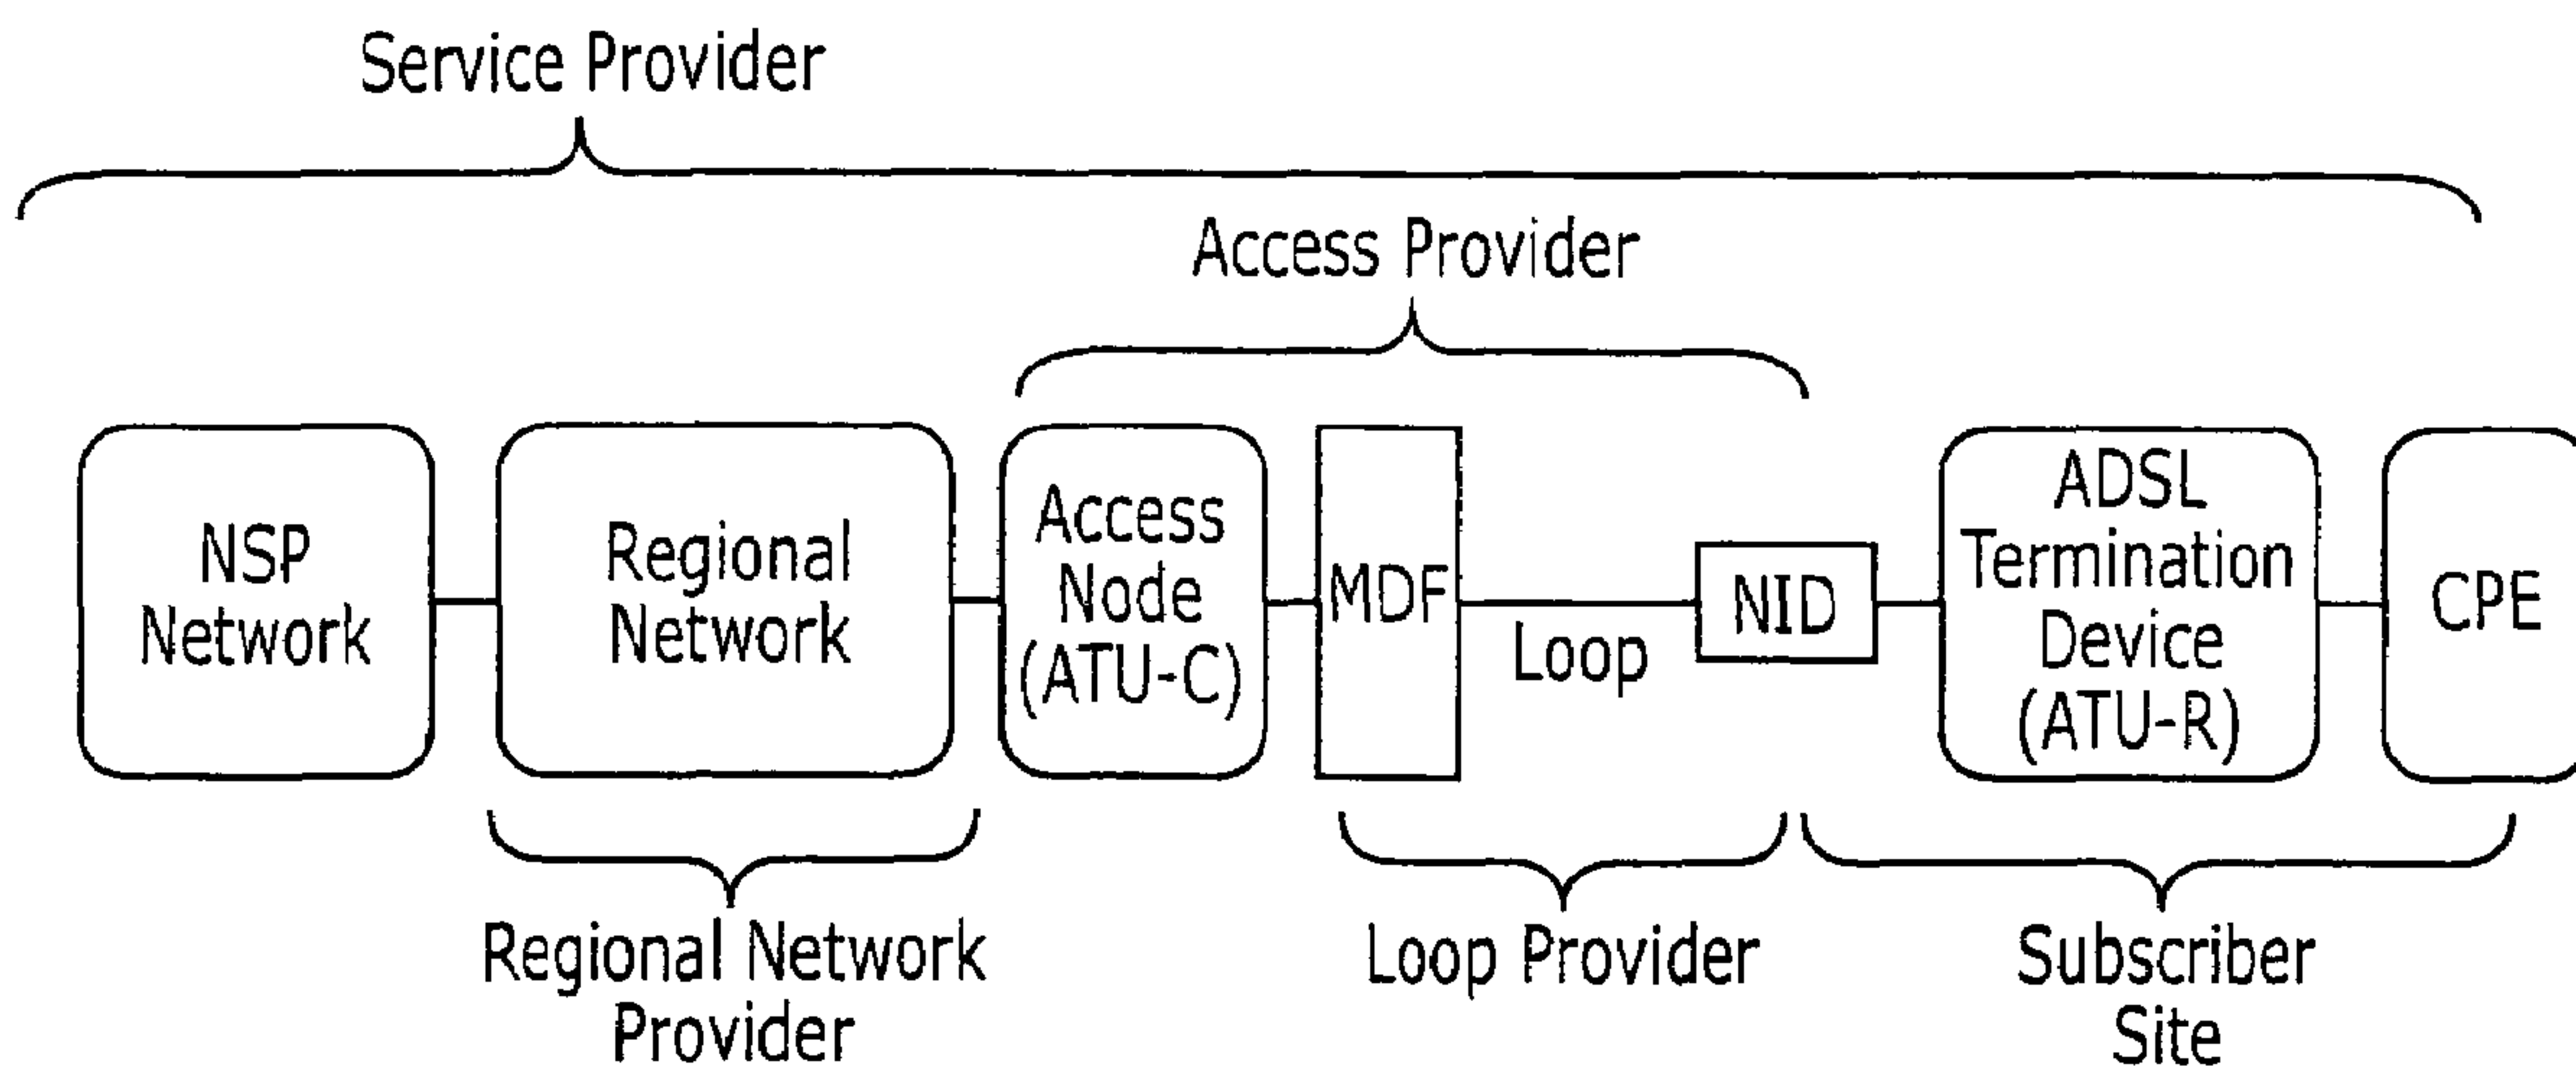 Service Provider
Access Provider
NSP
Network
Regional
Network
Access
Node
(ATU-C)
MDF
Loop
NID
ADSL
Termination
Device
(ATU-R)
CPE
Regional Network
Provider
Loop Provider
Subscriber
Site